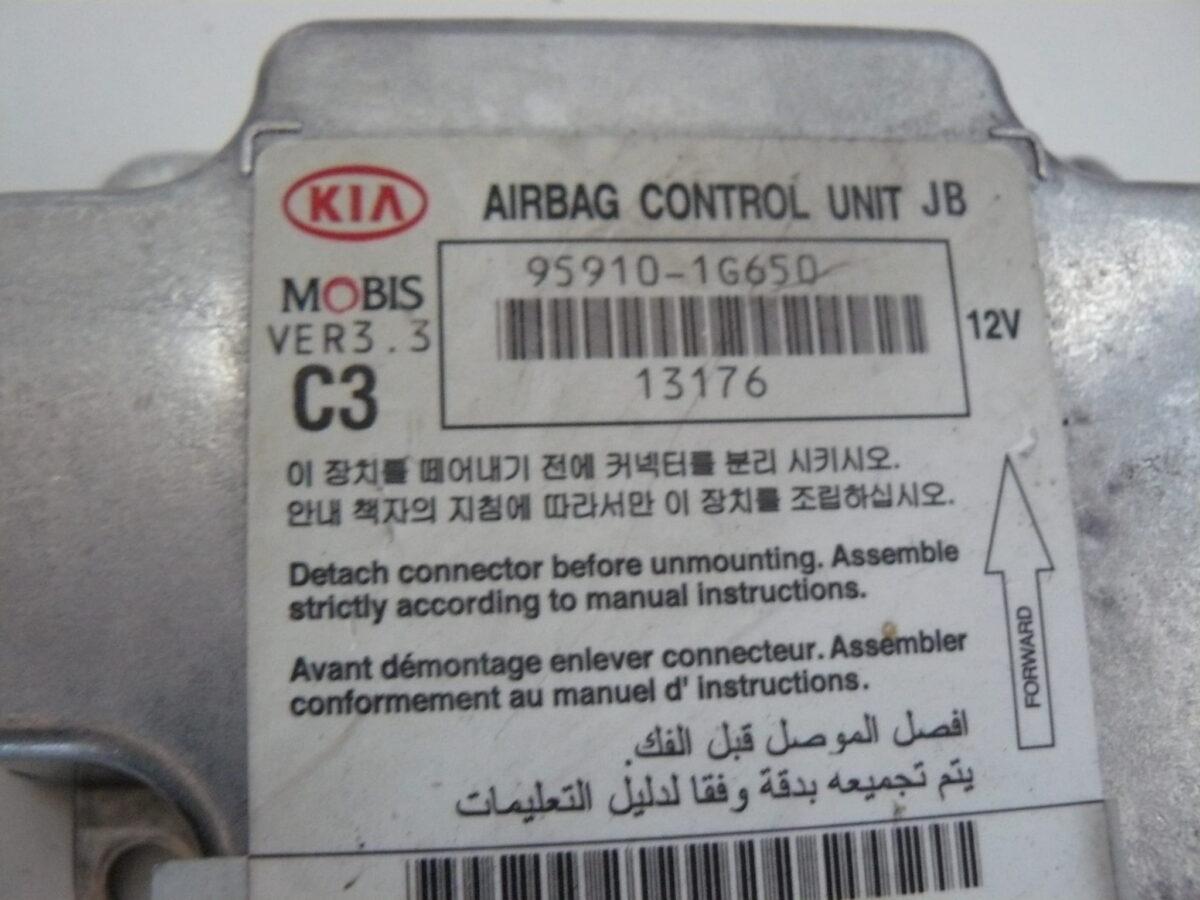 KIA
AIRBAG CONTROL UNIT JB
MOBIS
VER3.3
C3
95910-1G650
13176
12V
이 장치를 떼어내기 전에 커넥터를 분리 시키시오.
안내 책자의 지침에 따라서만 이 장치를 조립하십시오.
Detach connector before unmounting. Assemble
strictly according to manual instructions.
Avant démontage enlever connecteur. Assembler
conformement au manuel d' instructions.
افصل الموصل قبل الفك.
يتم تجميعه بدقة وفقا لدليل التعليمات
FORWARD